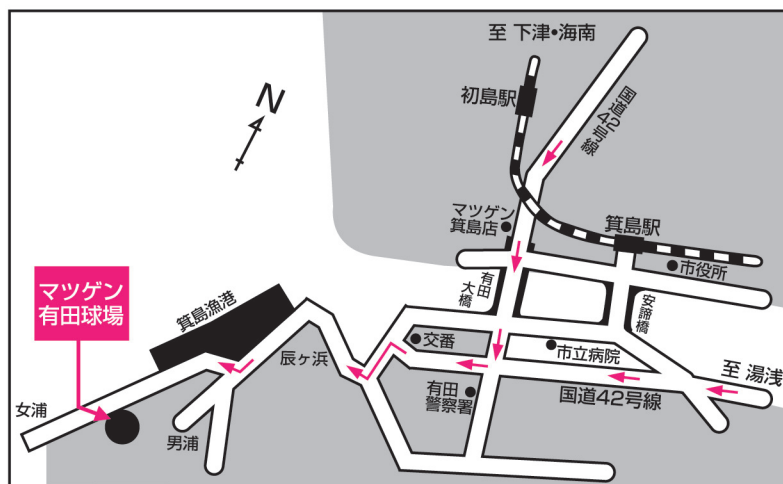 至 下津・海南
初島駅
国道42号線
N
マツゲン
箕島店
箕島駅
市役所
有田
大橋
安諦橋
マツゲン
有田球場
箕島漁港
交番
辰ヶ浜
市立病院
至 湯浅
有田
警察署
国道42号線
女浦
男浦